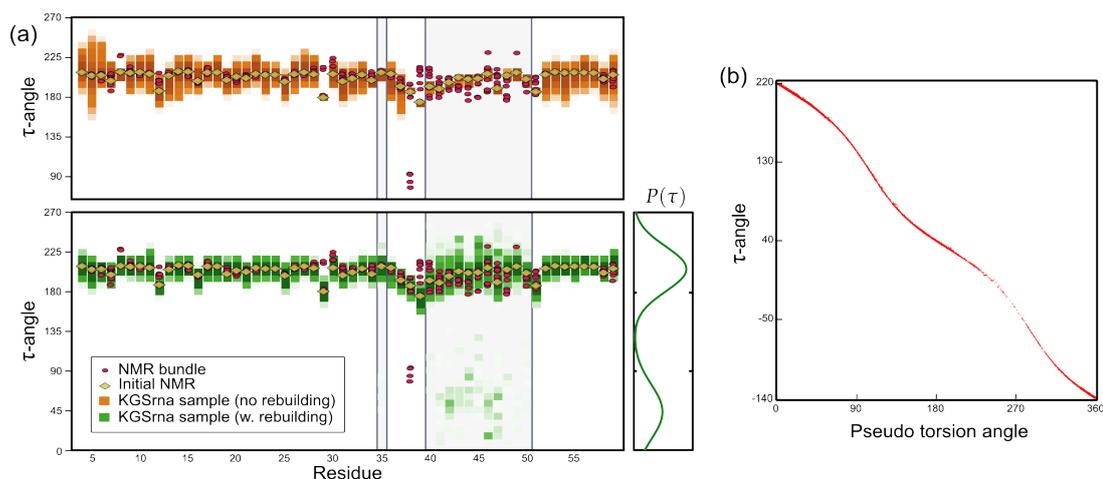 (a)
270
225
180
135
90
τ-angle
270
225
180
135
90
45
0
τ-angle
NMR bundle
Initial NMR
KGSrna sample (no rebuilding)
KGSrna sample (w. rebuilding)
5 10 15 20 25 30 35 40 45 50 55
Residue
P(τ)
(b)
220
130
40
-50
-140
τ-angle
0 90 180 270 360
Pseudo torsion angle